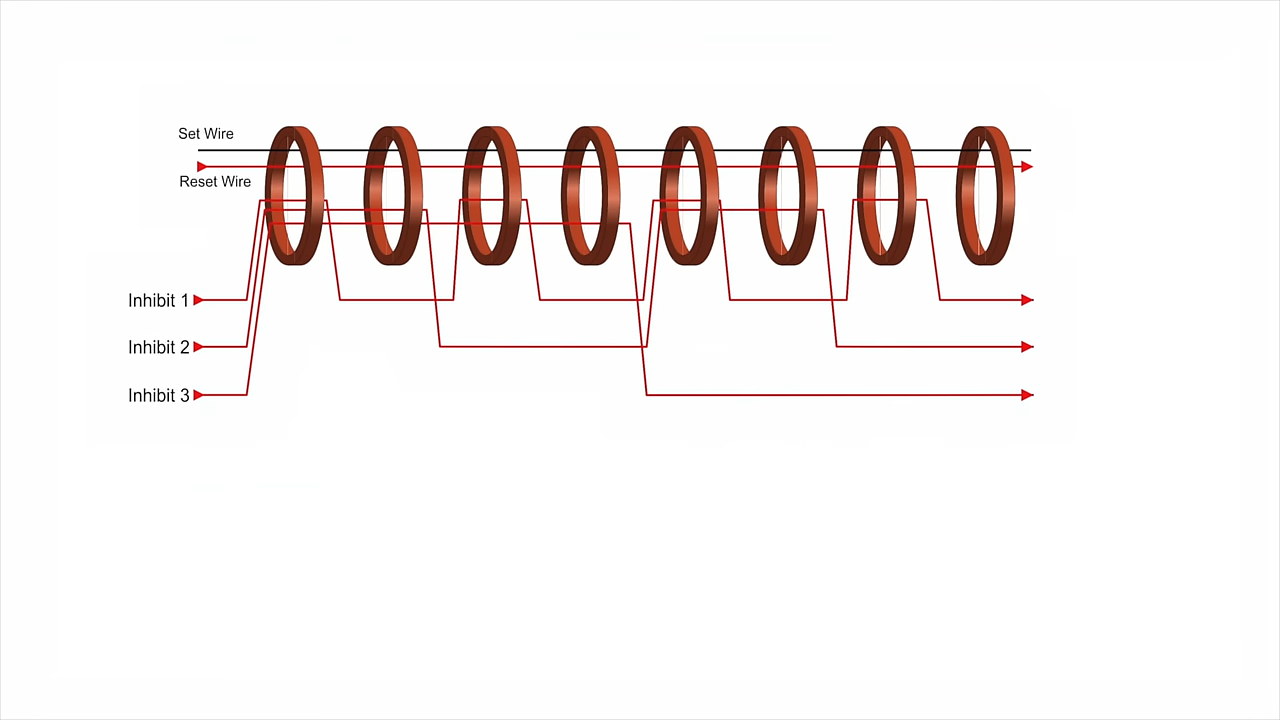 Set Wire
Reset Wire
Inhibit 1
Inhibit 2
Inhibit 3